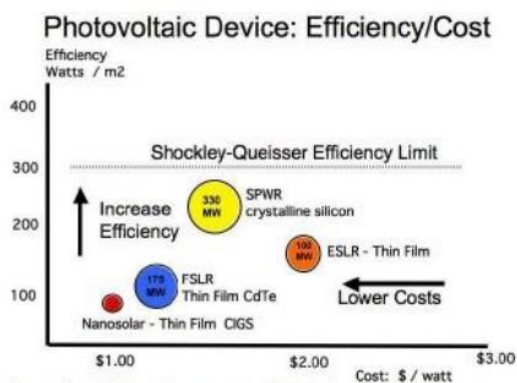 Photovoltaic Device: Efficiency/Cost
Efficiency
Watts / m2
400
Shockley-Queisser Efficiency Limit
300
330
MW
SPWR
crystalline silicon
Increase
Efficiency
200
100
MW
ESLR - Thin Film
175
MW
FSLR
Thin Film CdTe
100
Lower Costs
Nanosolar - Thin Film CIGS
$1.00
$2.00
$3.00
Cost: $ / watt